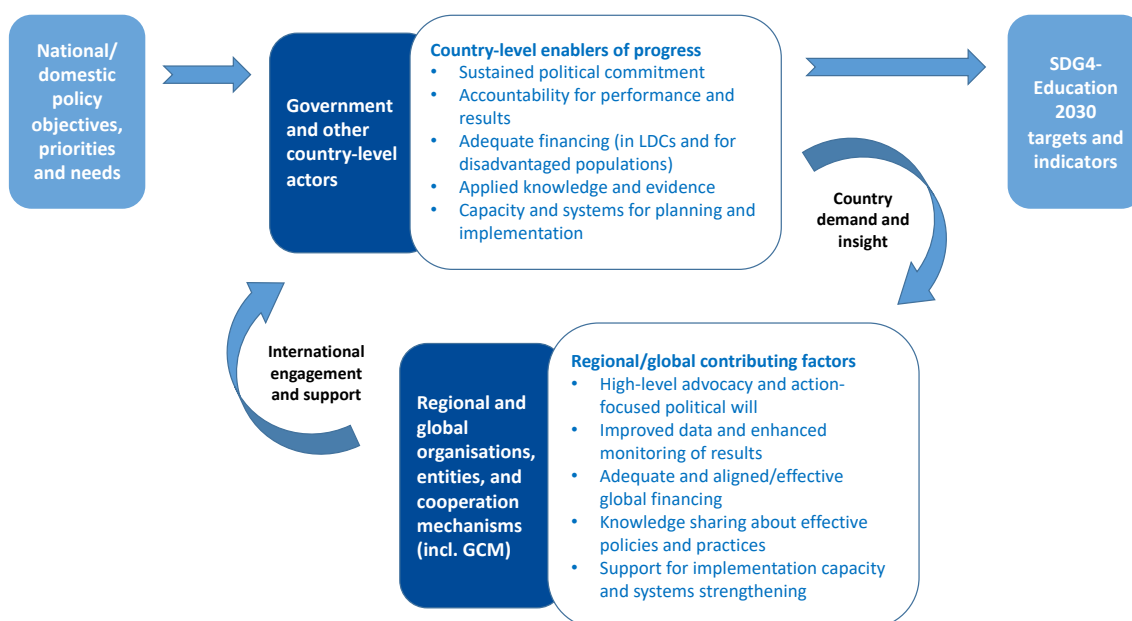 National/
domestic
policy
objectives,
priorities
and needs
Government
and other
country-level
actors
Country-level enablers of progress
• Sustained political commitment
• Accountability for performance and
results
• Adequate financing (in LDCs and for
disadvantaged populations)
• Applied knowledge and evidence
• Capacity and systems for planning and
implementation
SDG4-
Education
2030
targets and
indicators
Country
demand and
insight
International
engagement
and support
Regional and
global
organisations,
entities, and
cooperation
mechanisms
(incl. GCM)
Regional/global contributing factors
• High-level advocacy and action-
focused political will
• Improved data and enhanced
monitoring of results
• Adequate and aligned/effective
global financing
• Knowledge sharing about effective
policies and practices
• Support for implementation capacity
and systems strengthening